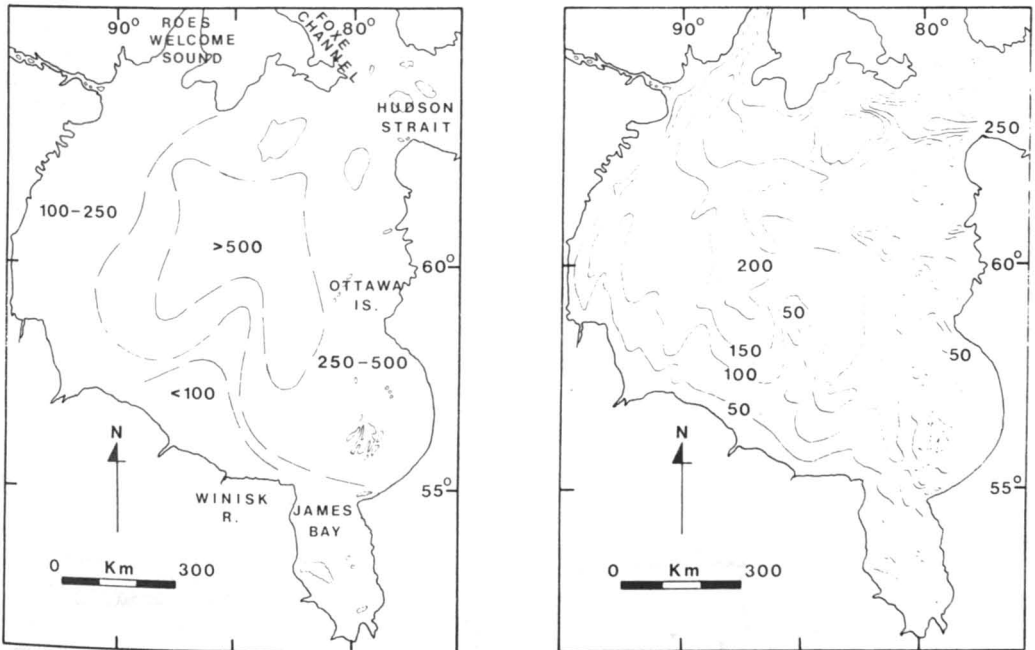 90°
ROES
WELCOME
SOUND
FOXE
CHANNEL
80°
HUDSON
STRAIT
100-250
>500
60°
OTTAWA
IS.
250-500
<100
N
WINISK
R.
JAMES
BAY
55°
0 Km 300
90°
80°
250
60°
200
50
150
100
50
50
N
55°
0 Km 300